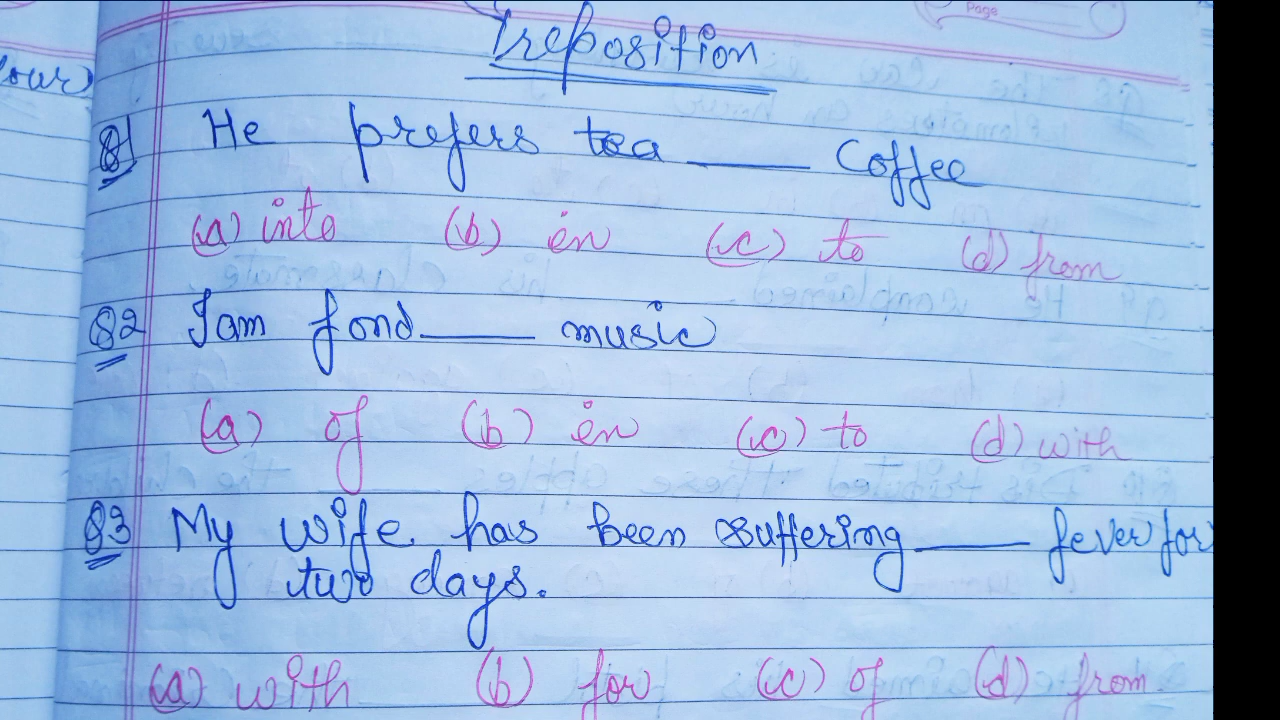 Page
Preposition
Q1 He prefers tea ____ Coffee
(a) into (b) in (c) to (d) from
Q2 I am fond ____ music
(a) of (b) in (c) to (d) with
Q3 My wife has been suffering ____ fever for
two days.
(a) with (b) for (c) of (d) from